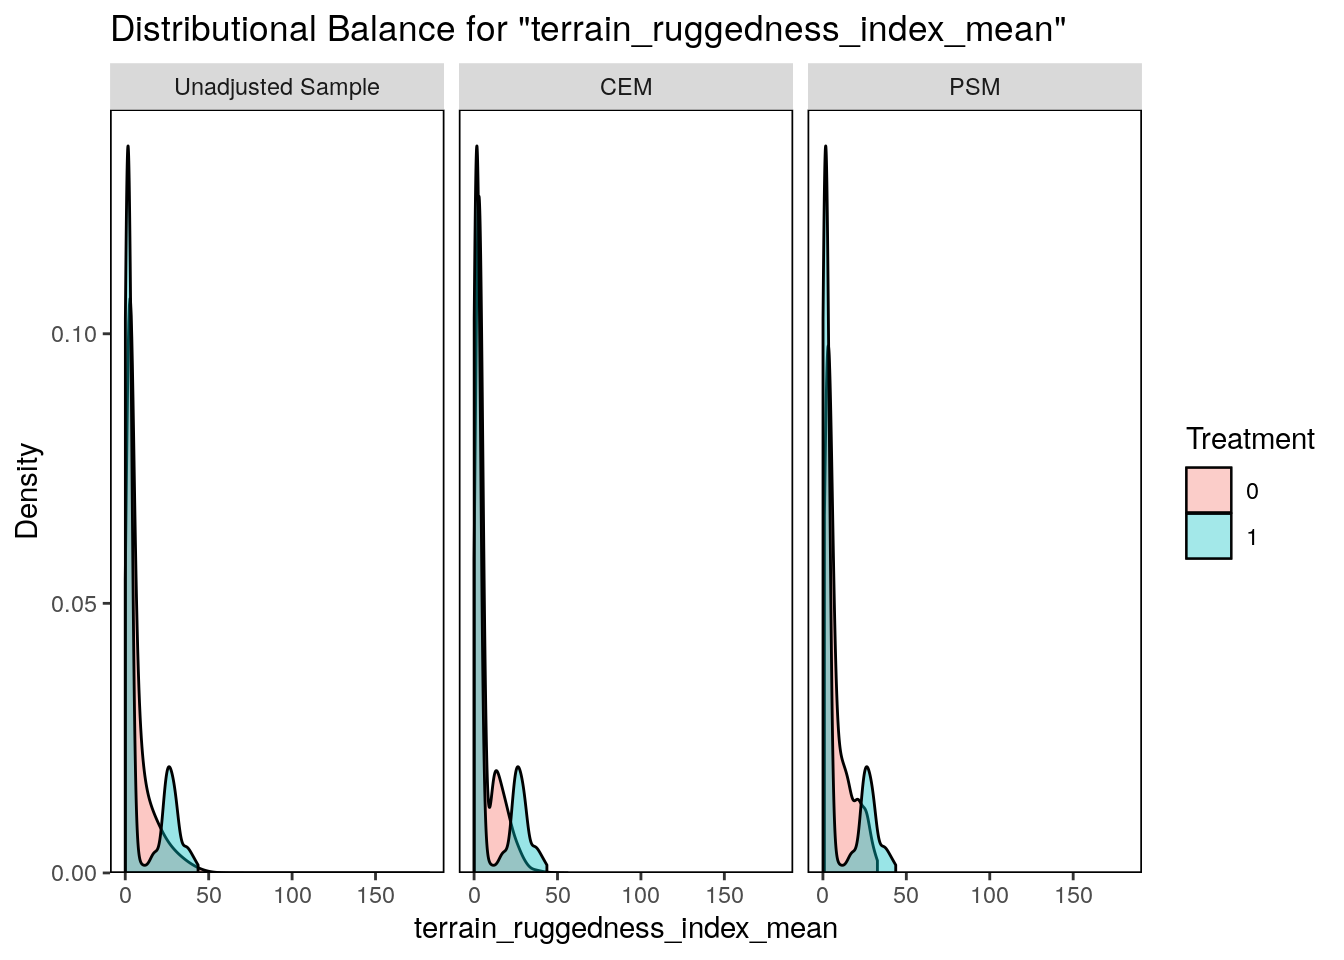 Distributional Balance for "terrain_ruggedness_index_mean"
Unadjusted Sample
CEM
PSM
Density
0.10
0.05
0.00
0 50 100 150
0 50 100 150
0 50 100 150
terrain_ruggedness_index_mean
Treatment
0
1